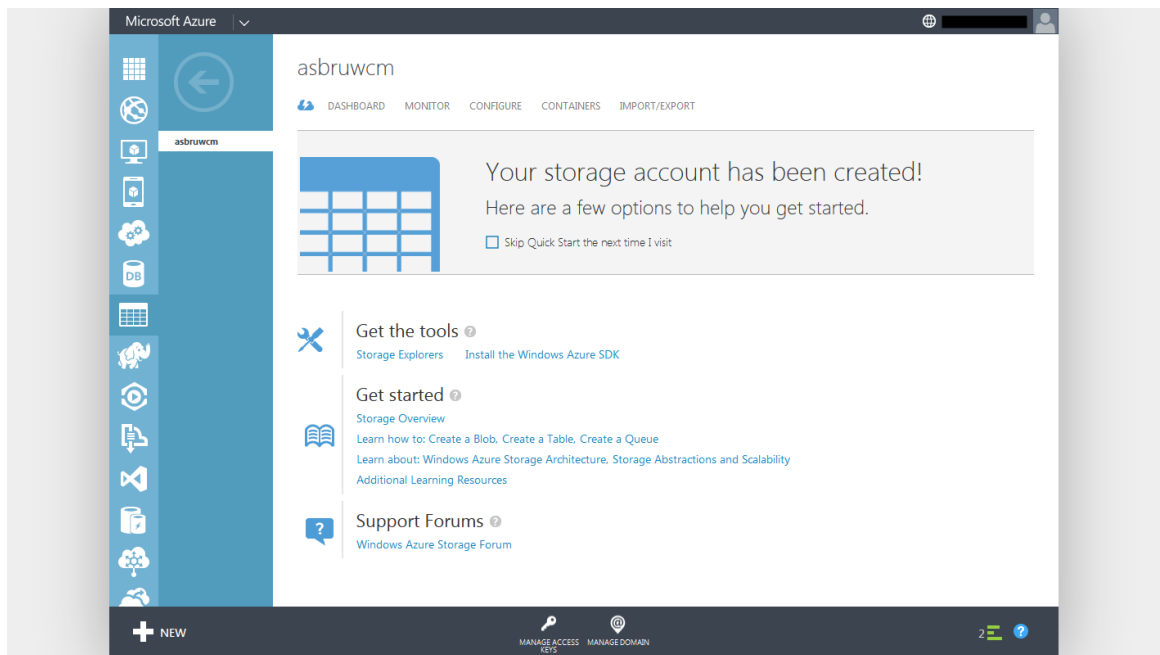 Microsoft Azure
asbruwcm
asbruwcm
DASHBOARD MONITOR CONFIGURE CONTAINERS IMPORT/EXPORT
Your storage account has been created!
Here are a few options to help you get started.
Skip Quick Start the next time I visit
DB
Get the tools ?
Storage Explorers Install the Windows Azure SDK
Get started ?
Storage Overview
Learn how to: Create a Blob, Create a Table, Create a Queue
Learn about: Windows Azure Storage Architecture, Storage Abstractions and Scalability
Additional Learning Resources
? Support Forums ?
Windows Azure Storage Forum
NEW
MANAGE ACCESS KEYS
MANAGE DOMAIN
2 ?